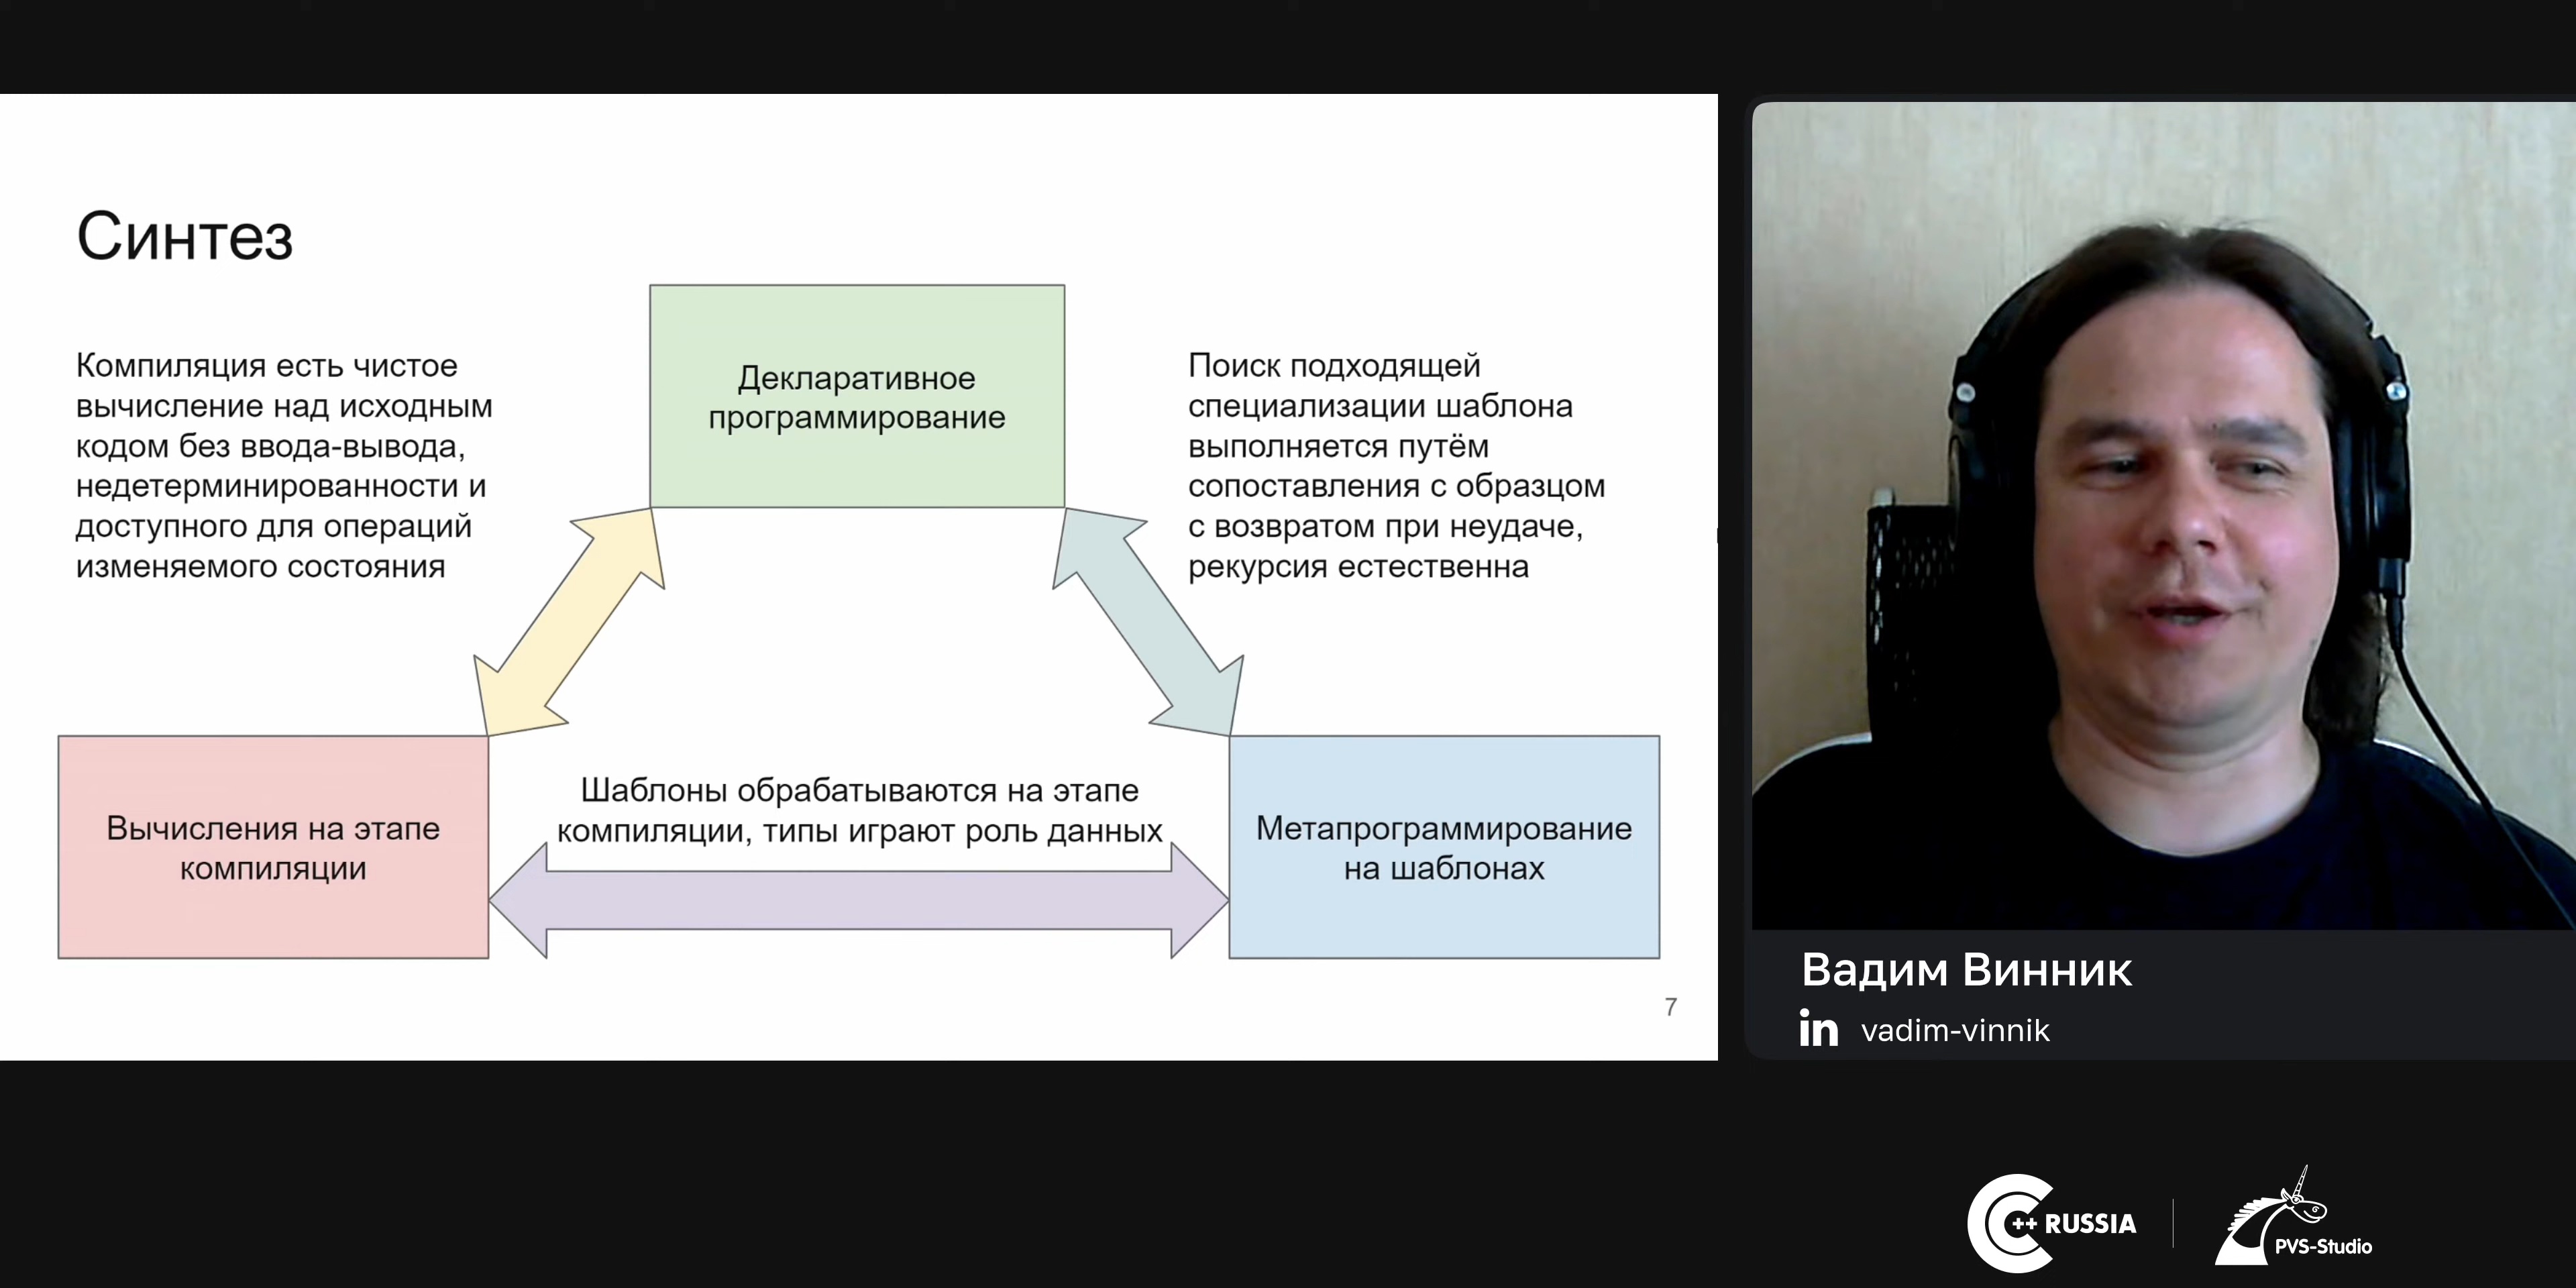 Синтез
Компиляция есть чистое
вычисление над исходным
кодом без ввода-вывода,
недетерминированности и
доступного для операций
изменяемого состояния
Декларативное
программирование
Поиск подходящей
специализации шаблона
выполняется путём
сопоставления с образцом
с возвратом при неудаче,
рекурсия естественна
Вычисления на этапе
компиляции
Шаблоны обрабатываются на этапе
компиляции, типы играют роль данных
Метапрограммирование
на шаблонах
7
Вадим Винник
in vadim-vinnik
C++ RUSSIA
PVS-Studio